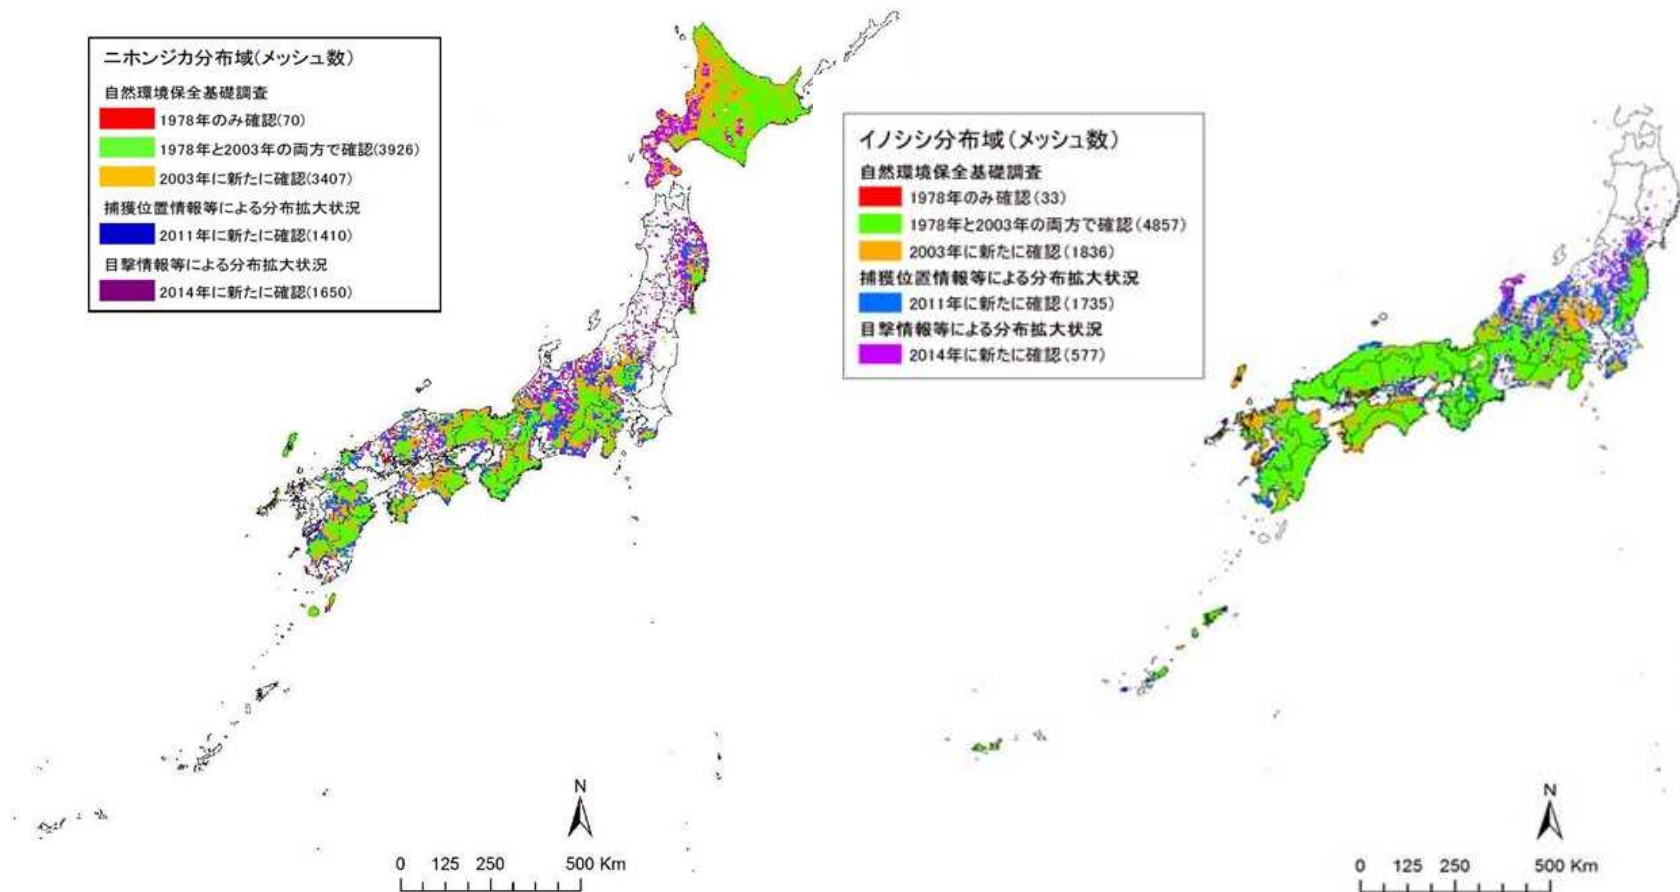 ニホンジカ分布域(メッシュ数)
自然環境保全基礎調査
1978年のみ確認(70)
1978年と2003年の両方で確認(3926)
2003年に新たに確認(3407)
捕獲位置情報等による分布拡大状況
2011年に新たに確認(1410)
目撃情報等による分布拡大状況
2014年に新たに確認(1650)
N
0 125 250 500 Km
イノシシ分布域(メッシュ数)
自然環境保全基礎調査
1978年のみ確認(33)
1978年と2003年の両方で確認(4857)
2003年に新たに確認(1836)
捕獲位置情報等による分布拡大状況
2011年に新たに確認(1735)
目撃情報等による分布拡大状況
2014年に新たに確認(577)
N
0 125 250 500 Km